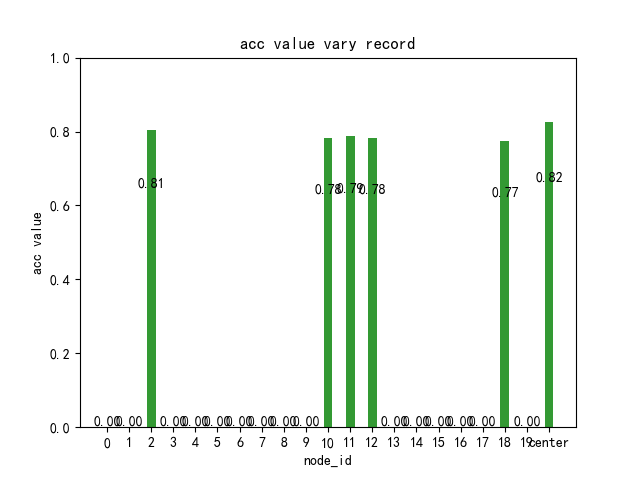 acc value vary record
1.0
0.8
0.6
0.4
0.2
0.0
acc value
0.00 0.00 0.81 0.00 0.00 0.00 0.00 0.00 0.00 0.00 0.78 0.79 0.78 0.00 0.00 0.00 0.00 0.00 0.77 0.00 0.82
0 1 2 3 4 5 6 7 8 9 10 11 12 13 14 15 16 17 18 19 center
node_id